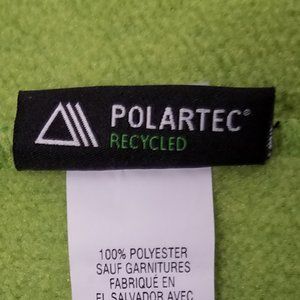 POLARTEC®
RECYCLED
100% POLYESTER
SAUF GARNITURES
FABRIQUÉ EN
EL SALVADOR AVEC